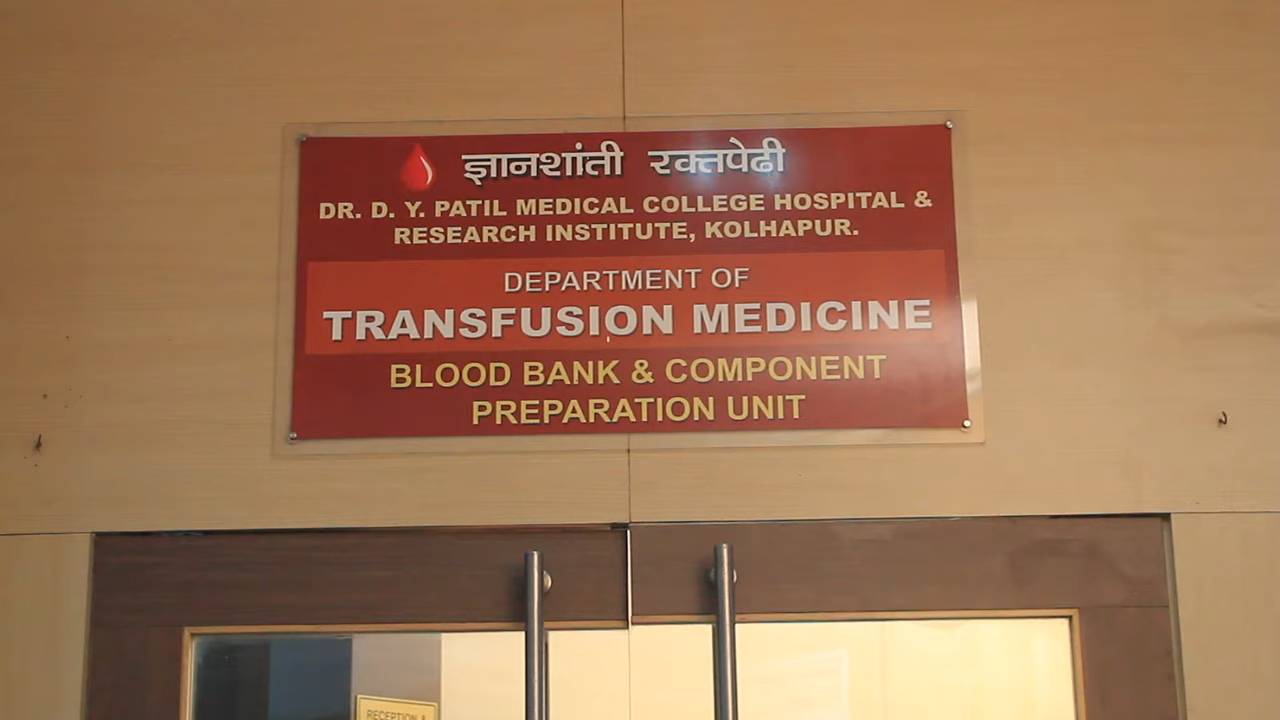 ज्ञानशांती रक्तपेढी
DR. D. Y. PATIL MEDICAL COLLEGE HOSPITAL &
RESEARCH INSTITUTE, KOLHAPUR.
DEPARTMENT OF
TRANSFUSION MEDICINE
BLOOD BANK & COMPONENT
PREPARATION UNIT
RECEPTION &